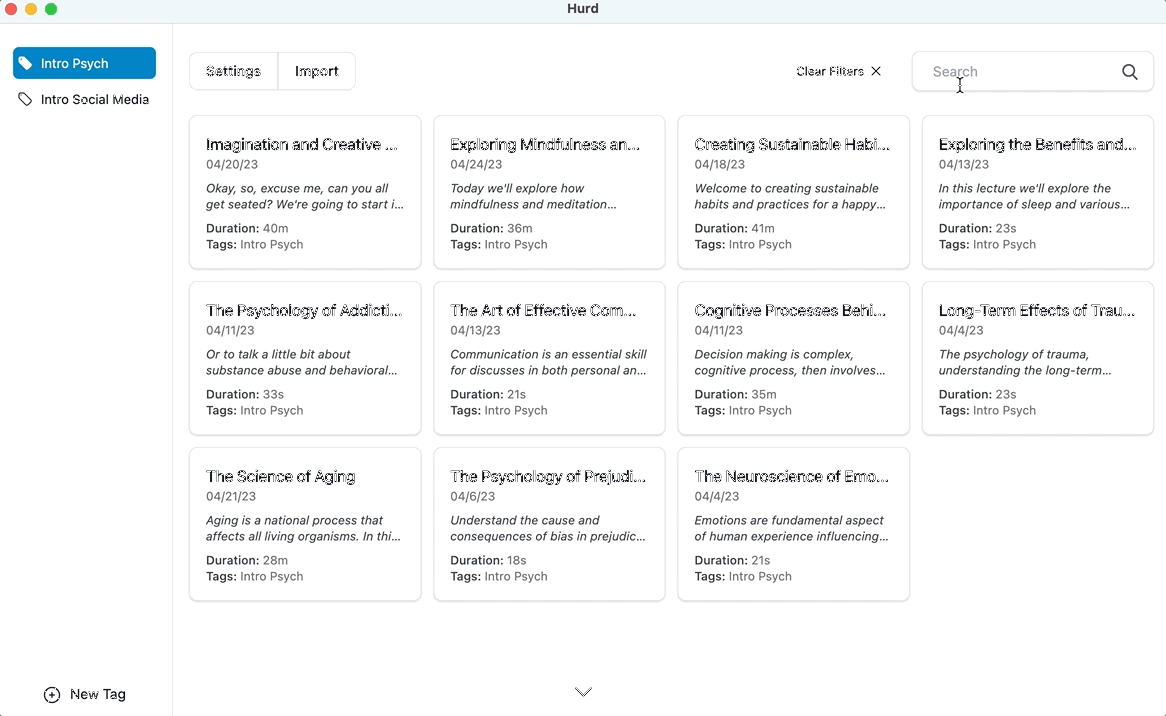 Hurd
Intro Psych
Intro Social Media
Settings
Import
Clear Filters
Search
Imagination and Creative ...
04/20/23
Okay, so, excuse me, can you all
get seated? We're going to start i...
Duration: 40m
Tags: Intro Psych
Exploring Mindfulness an...
04/24/23
Today we'll explore how
mindfulness and meditation...
Duration: 36m
Tags: Intro Psych
Creating Sustainable Habi...
04/18/23
Welcome to creating sustainable
habits and practices for a happy...
Duration: 41m
Tags: Intro Psych
Exploring the Benefits and...
04/13/23
In this lecture we'll explore the
importance of sleep and various...
Duration: 23s
Tags: Intro Psych
The Psychology of Addicti...
04/11/23
Or to talk a little bit about
substance abuse and behavioral...
Duration: 33s
Tags: Intro Psych
The Art of Effective Com...
04/13/23
Communication is an essential skill
for discusses in both personal an...
Duration: 21s
Tags: Intro Psych
Cognitive Processes Behi...
04/11/23
Decision making is complex,
cognitive process, then involves...
Duration: 35m
Tags: Intro Psych
Long-Term Effects of Trau...
04/4/23
The psychology of trauma,
understanding the long-term...
Duration: 23s
Tags: Intro Psych
The Science of Aging
04/21/23
Aging is a national process that
affects all living organisms. In thi...
Duration: 28m
Tags: Intro Psych
The Psychology of Prejudi...
04/6/23
Understand the cause and
consequences of bias in prejudic...
Duration: 18s
Tags: Intro Psych
The Neuroscience of Emo...
04/4/23
Emotions are fundamental aspect
of human experience influencing...
Duration: 21s
Tags: Intro Psych
New Tag